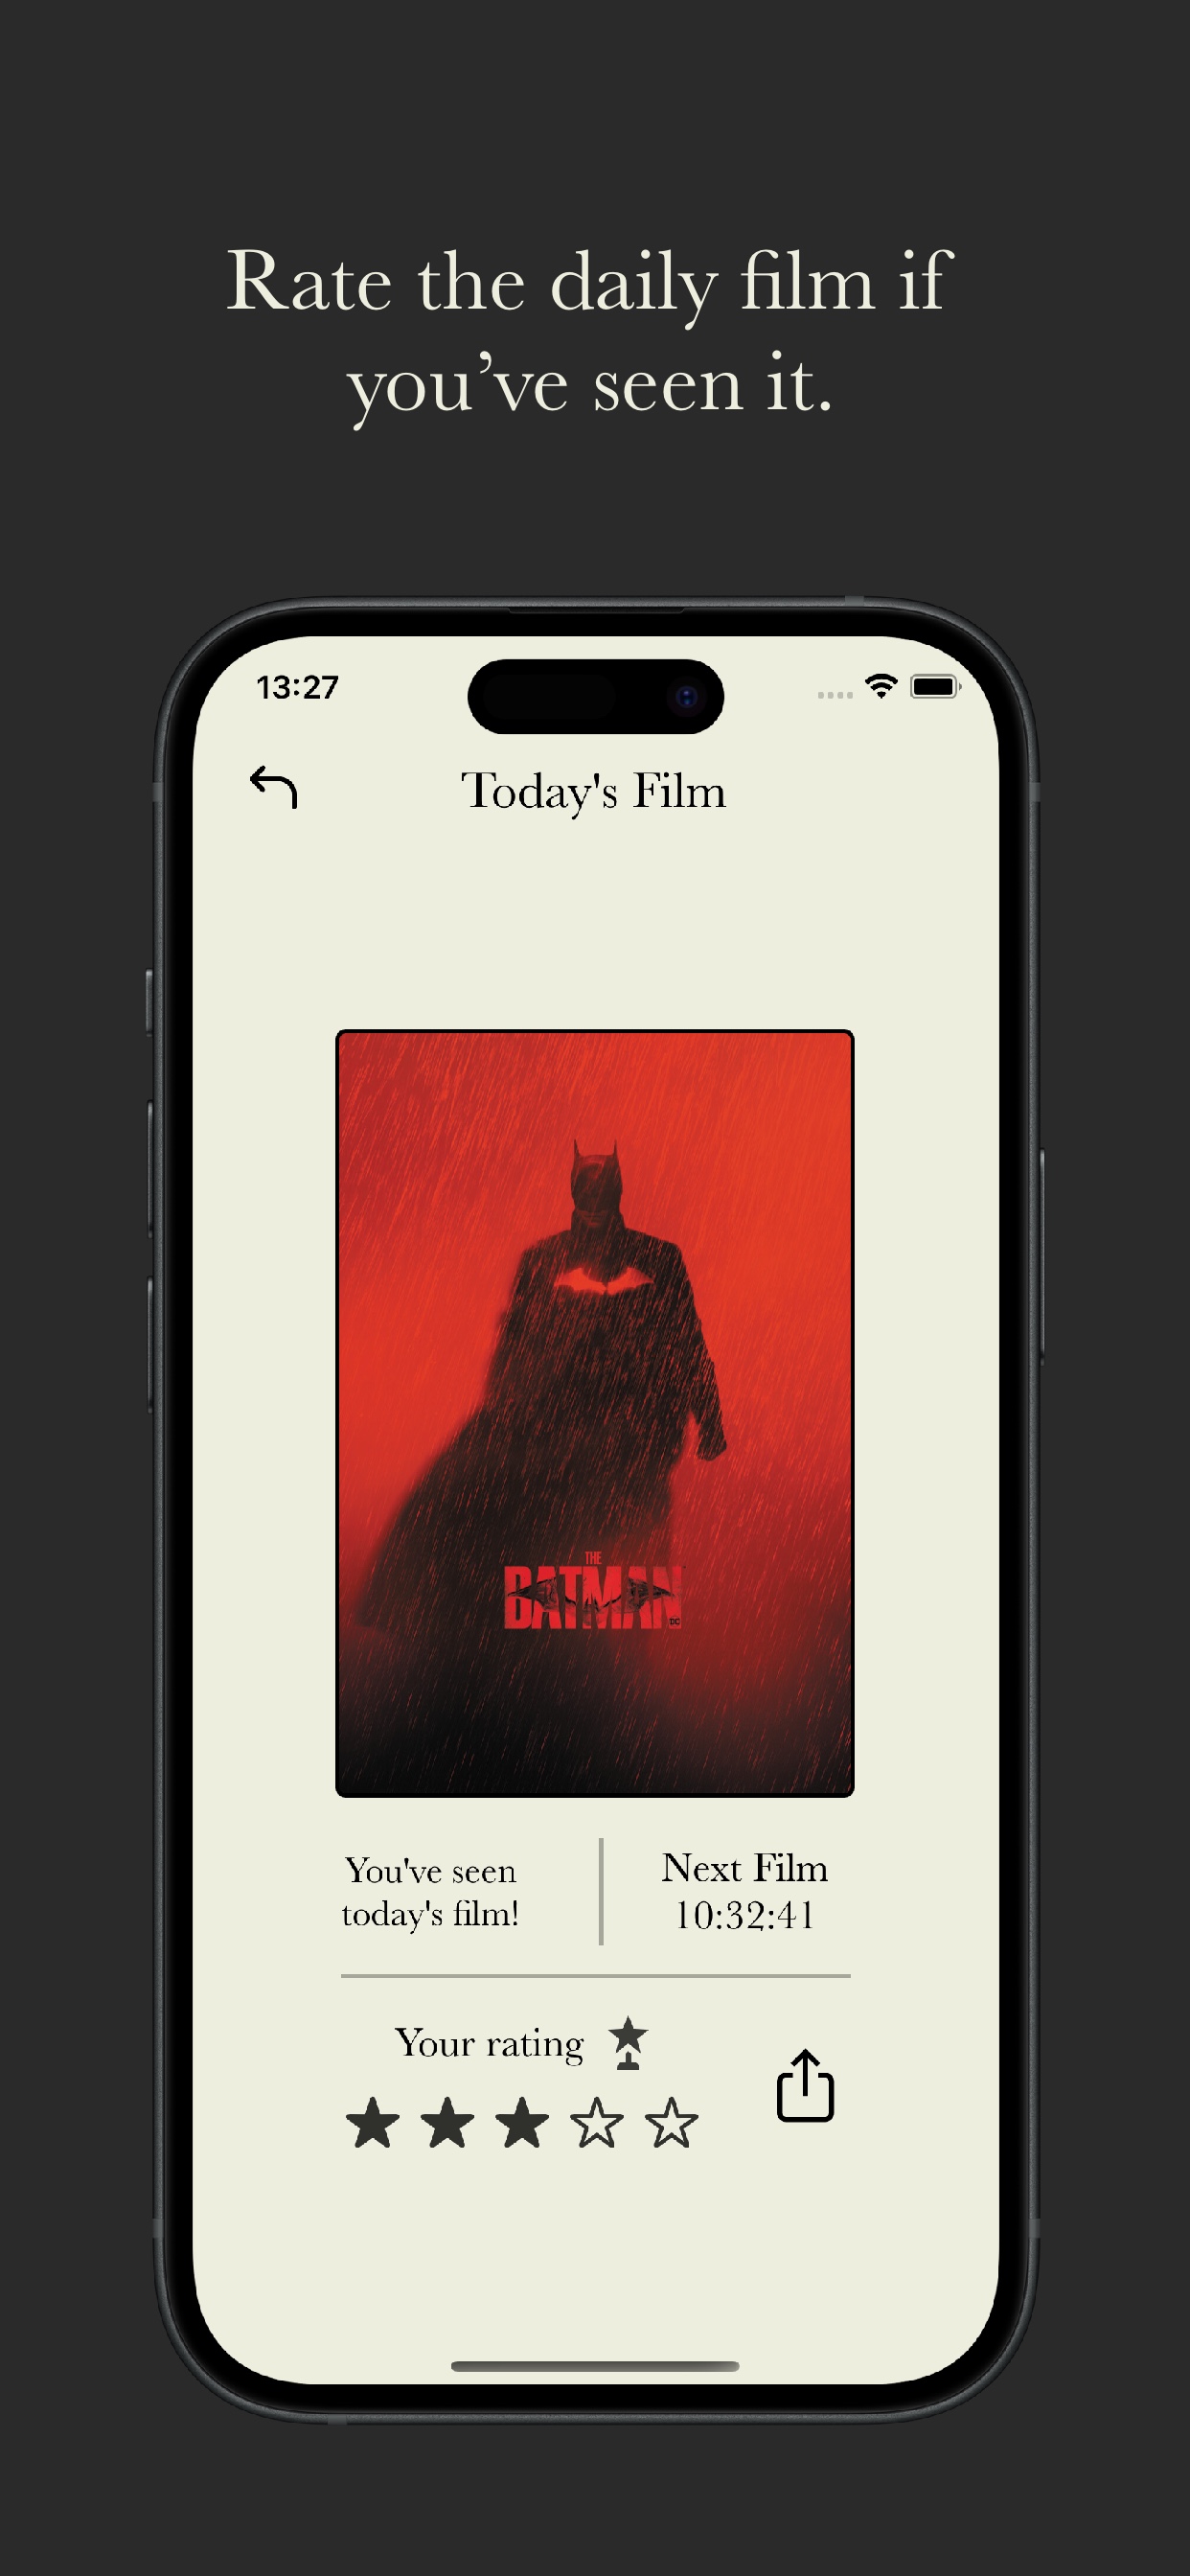 Rate the daily film if
you’ve seen it.
13:27
Today's Film
THE
BATMAN
DC
You've seen
today's film!
Next Film
10:32:41
Your rating